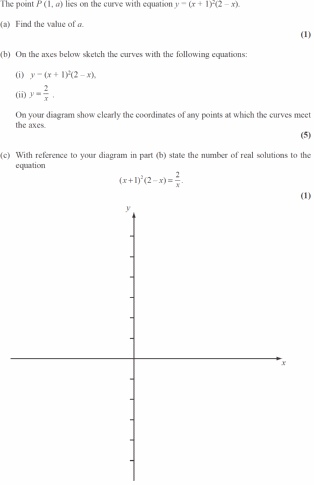 The point P (1, a) lies on the curve with equation y = (x + 1)²(2 – x).
(a) Find the value of a.
(1)
(b) On the axes below sketch the curves with the following equations:
(i) y = (x + 1)²(2 – x),
(ii) y = 2/x .
On your diagram show clearly the coordinates of any points at which the curves meet
the axes.
(5)
(c) With reference to your diagram in part (b) state the number of real solutions to the
equation
(x + 1)²(2 – x) = 2/x .
(1)
y
x